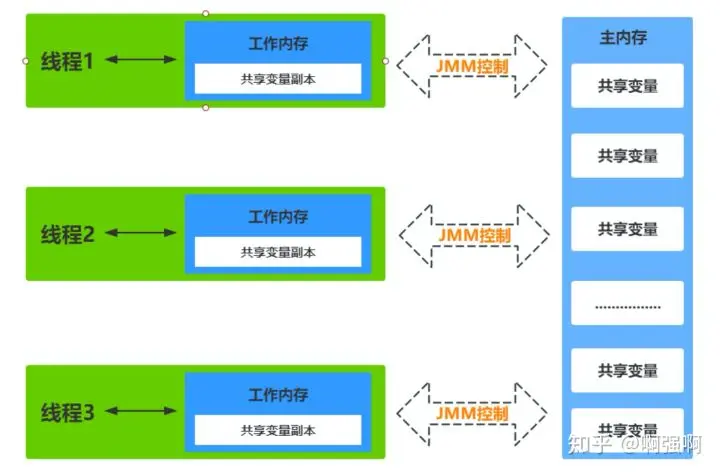 线程1
工作内存
共享变量副本
JMM控制
线程2
工作内存
共享变量副本
JMM控制
线程3
工作内存
共享变量副本
JMM控制
主内存
共享变量
共享变量
共享变量
................
共享变量
共享变量
知乎 @啊强啊